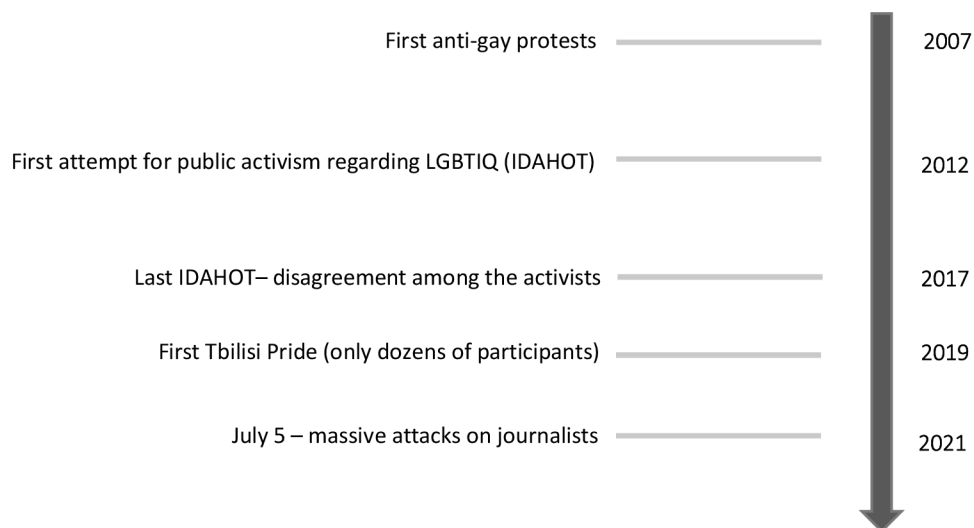 First anti-gay protests 2007
First attempt for public activism regarding LGBTIQ (IDAHOT) 2012
Last IDAHOT– disagreement among the activists 2017
First Tbilisi Pride (only dozens of participants) 2019
July 5 – massive attacks on journalists 2021